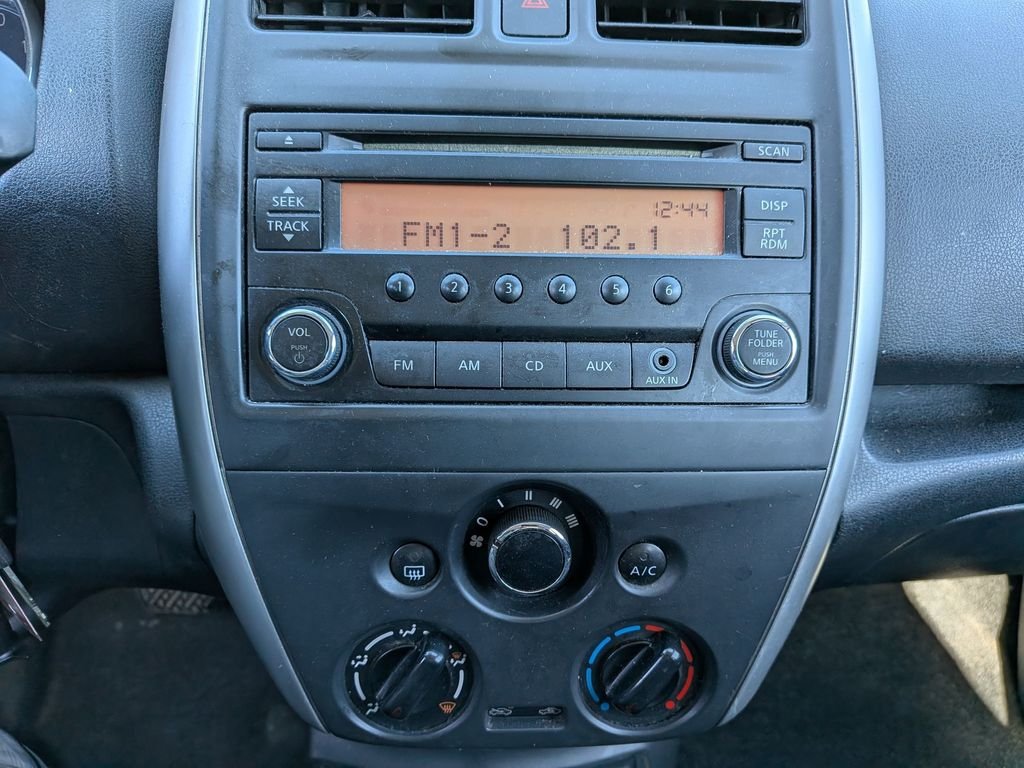 SCAN
SEEK
TRACK
12:44
FM1-2 102.1
DISP
RPT
RDM
1 2 3 4 5 6
VOL
PUSH
FM AM CD AUX
AUX IN
TUNE
FOLDER
PUSH
MENU
0 I II III IIII
A/C